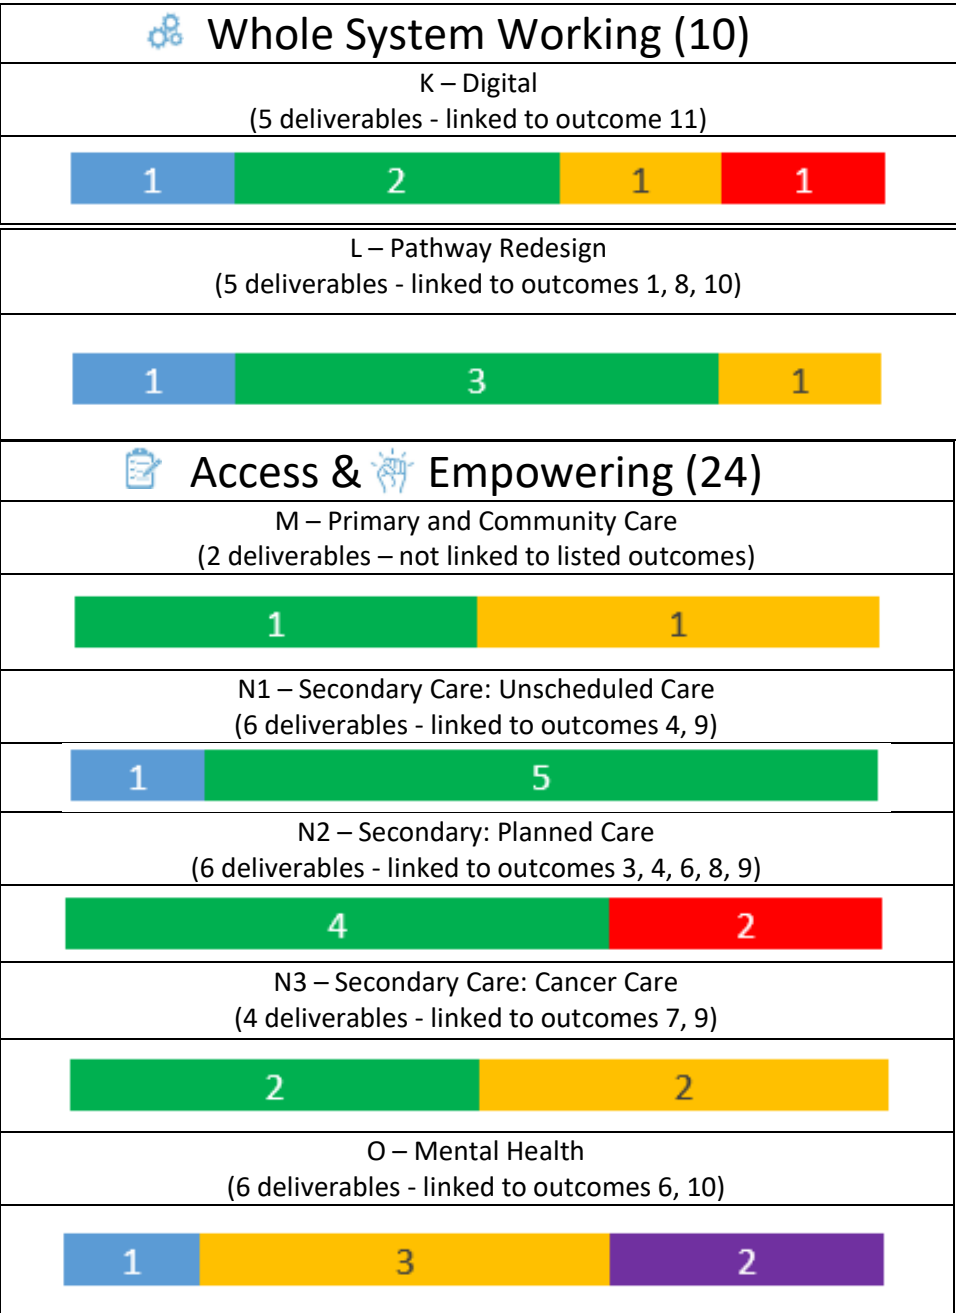 Whole System Working (10)
K – Digital
(5 deliverables - linked to outcome 11)
1 2 1 1
L – Pathway Redesign
(5 deliverables - linked to outcomes 1, 8, 10)
1 3 1
Access & Empowering (24)
M – Primary and Community Care
(2 deliverables – not linked to listed outcomes)
1 1
N1 – Secondary Care: Unscheduled Care
(6 deliverables - linked to outcomes 4, 9)
1 5
N2 – Secondary: Planned Care
(6 deliverables - linked to outcomes 3, 4, 6, 8, 9)
4 2
N3 – Secondary Care: Cancer Care
(4 deliverables - linked to outcomes 7, 9)
2 2
O – Mental Health
(6 deliverables - linked to outcomes 6, 10)
1 3 2